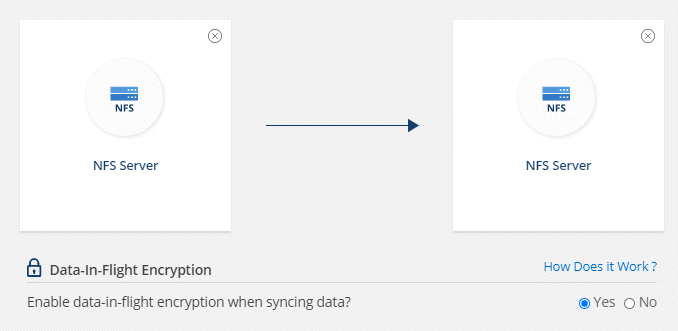 NFS
NFS
NFS Server
NFS Server
Data-In-Flight Encryption
How Does it Work ?
Enable data-in-flight encryption when syncing data?
Yes
No